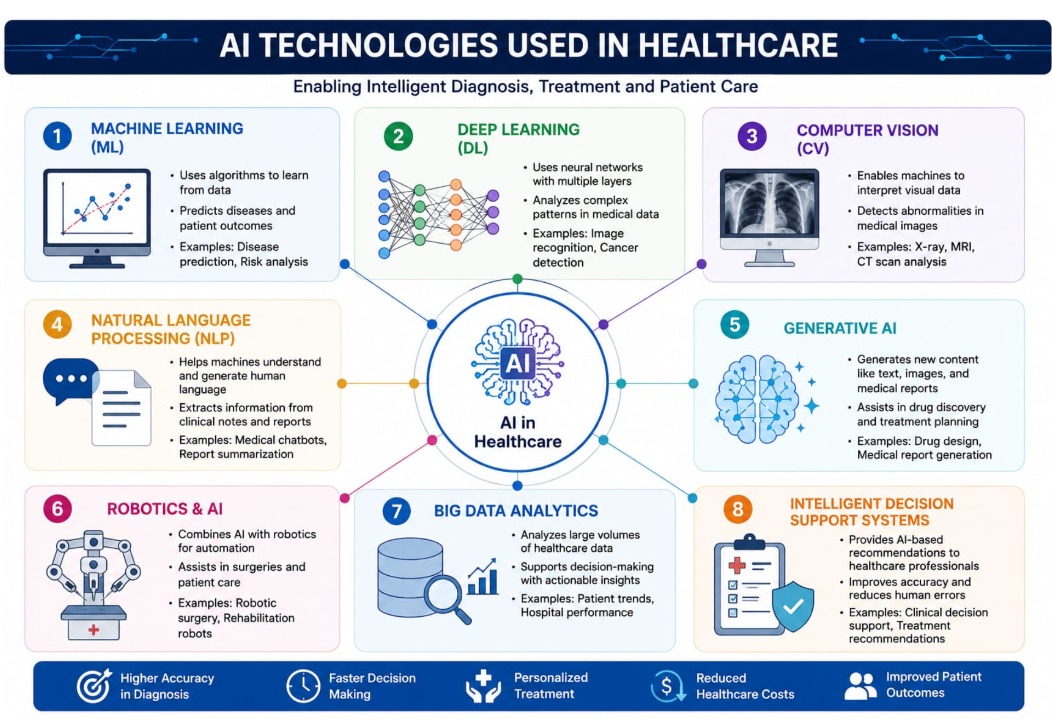 AI TECHNOLOGIES USED IN HEALTHCARE
Enabling Intelligent Diagnosis, Treatment and Patient Care
1
MACHINE LEARNING
(ML)
• Uses algorithms to learn
from data
• Predicts diseases and
patient outcomes
• Examples: Disease
prediction, Risk analysis
2
DEEP LEARNING
(DL)
• Uses neural networks
with multiple layers
• Analyzes complex
patterns in medical data
• Examples: Image
recognition, Cancer
detection
3
COMPUTER VISION
(CV)
• Enables machines to
interpret visual data
• Detects abnormalities in
medical images
• Examples: X-ray, MRI,
CT scan analysis
4
NATURAL LANGUAGE
PROCESSING (NLP)
• Helps machines understand
and generate human
language
• Extracts information from
clinical notes and reports
• Examples: Medical chatbots,
Report summarization
AI
AI in
Healthcare
5
GENERATIVE AI
• Generates new content
like text, images, and
medical reports
• Assists in drug discovery
and treatment planning
• Examples: Drug design,
Medical report generation
6
ROBOTICS & AI
• Combines AI with robotics
for automation
• Assists in surgeries and
patient care
• Examples: Robotic
surgery, Rehabilitation
robots
7
BIG DATA ANALYTICS
• Analyzes large volumes
of healthcare data
• Supports decision-making
with actionable insights
• Examples: Patient trends,
Hospital performance
8
INTELLIGENT DECISION
SUPPORT SYSTEMS
• Provides AI-based
recommendations to
healthcare professionals
• Improves accuracy and
reduces human errors
• Examples: Clinical decision
support, Treatment
recommendations
Higher Accuracy
in Diagnosis
Faster Decision
Making
Personalized
Treatment
$
Reduced
Healthcare Costs
Improved Patient
Outcomes